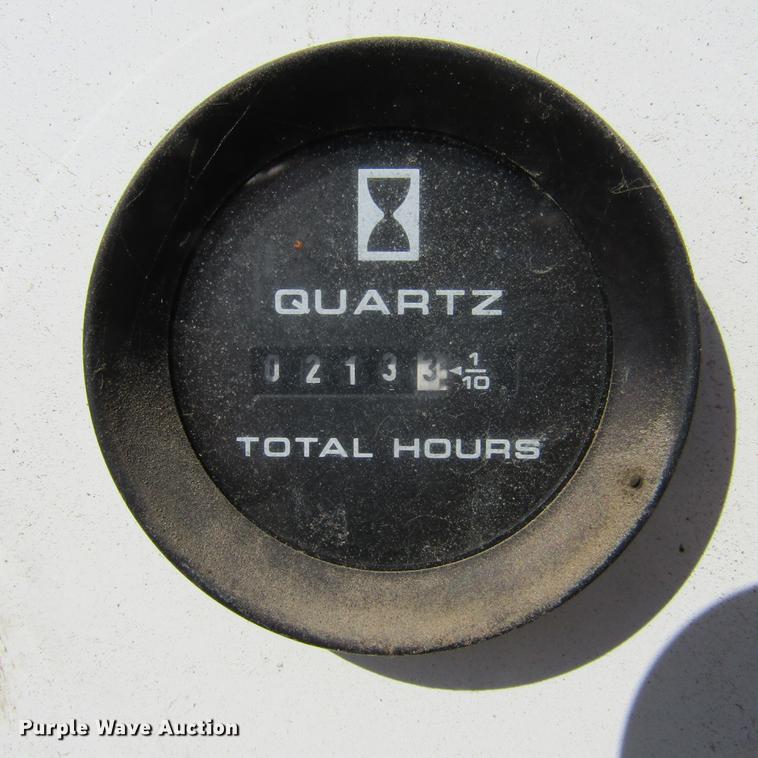 QUARTZ
0 2 1 3 3 ◄ 1/10
TOTAL HOURS
Purple Wave Auction